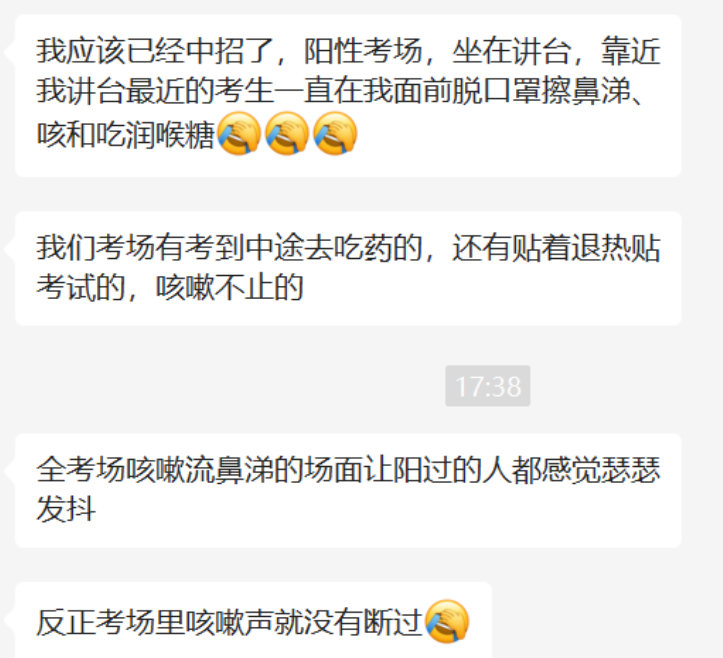 我应该已经中招了，阳性考场，坐在讲台，靠近
我讲台最近的考生一直在我面前脱口罩擦鼻涕、
咳和吃润喉糖🤦🤦🤦
我们考场有考到中途去吃药的，还有贴着退热贴
考试的，咳嗽不止的
17:38
全考场咳嗽流鼻涕的场面让阳过的人都感觉瑟瑟
发抖
反正考场里咳嗽声就没有断过🤦